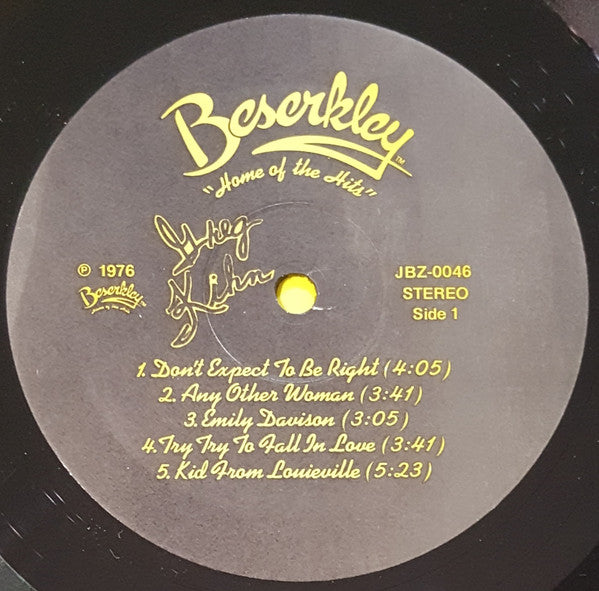 Beserkley™
"Home of the Hits"
Greg
Kihn
℗ 1976
Beserkley
JBZ-0046
STEREO
Side 1
1. Don't Expect To Be Right (4:05)
2. Any Other Woman (3:41)
3. Emily Davison (3:05)
4. Try Try To Fall In Love (3:41)
5. Kid From Louieville (5:23)